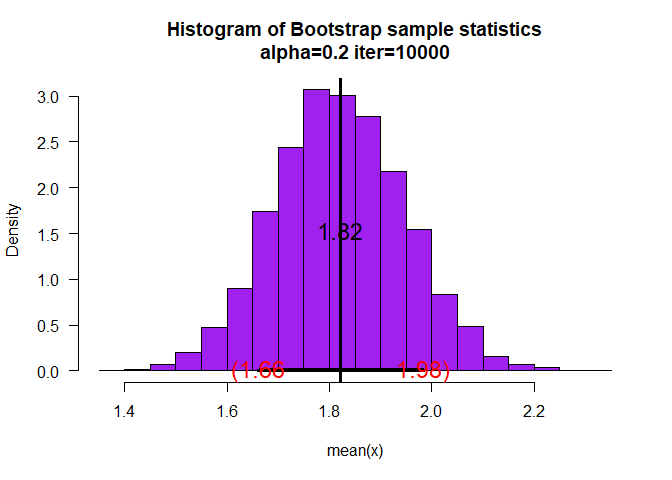 Histogram of Bootstrap sample statistics
alpha=0.2 iter=10000
3.0
2.5
2.0
1.5
1.0
0.5
0.0
Density
1.82
(1.66
1.98)
1.4 1.6 1.8 2.0 2.2
mean(x)